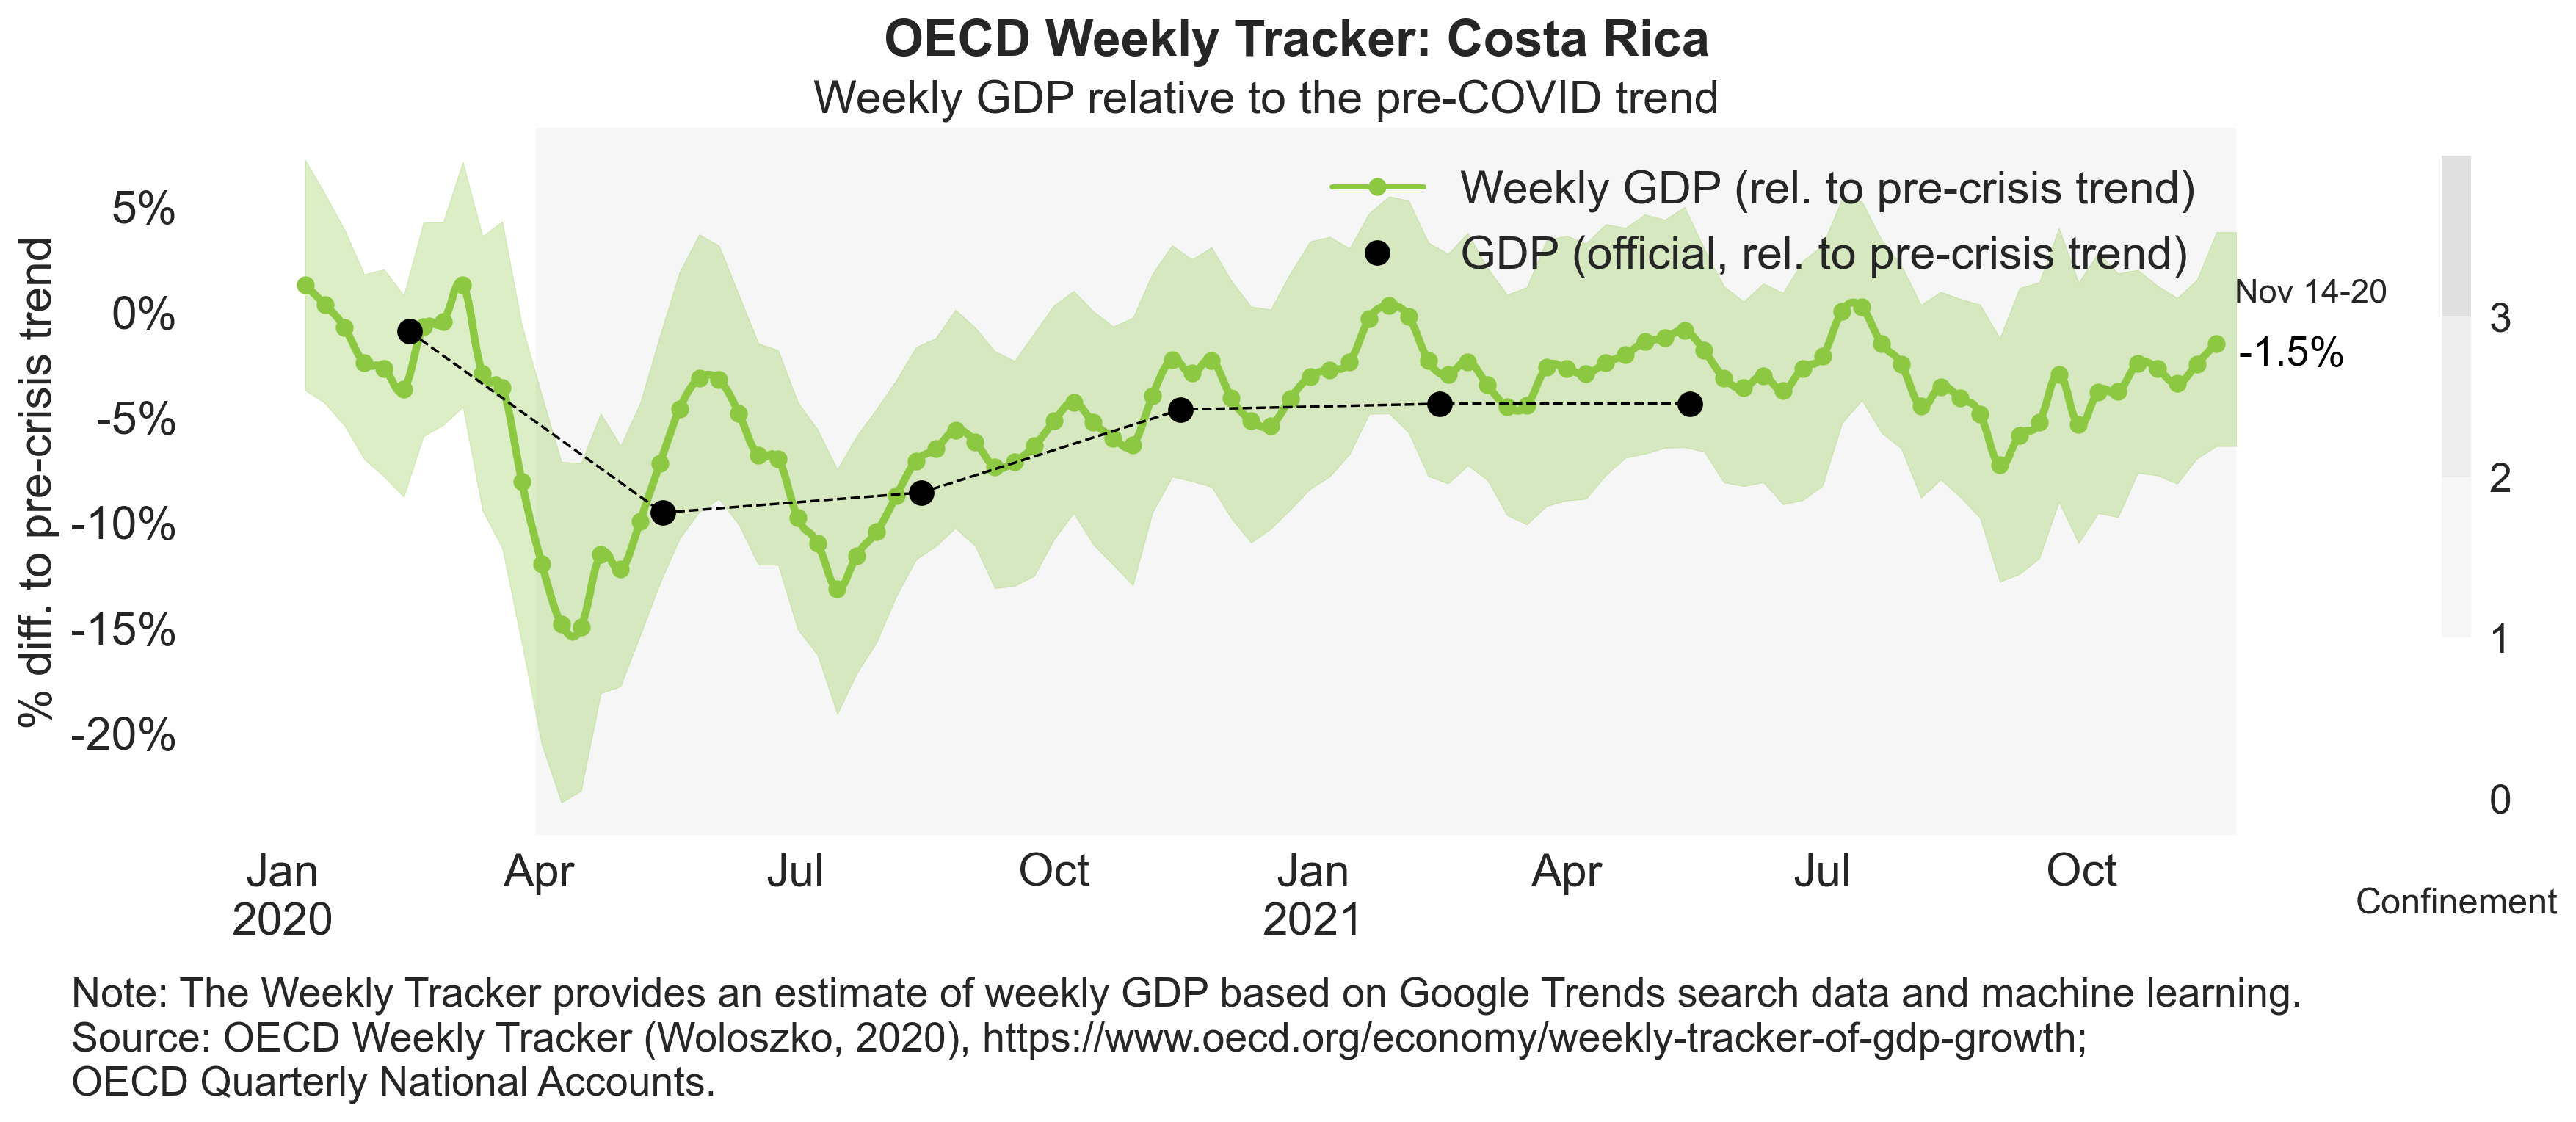 OECD Weekly Tracker: Costa Rica
Weekly GDP relative to the pre-COVID trend
% diff. to pre-crisis trend
5%
0%
-5%
-10%
-15%
-20%
Weekly GDP (rel. to pre-crisis trend)
GDP (official, rel. to pre-crisis trend)
Nov 14-20
-1.5%
3
2
1
0
Confinement
Jan Apr Jul Oct Jan Apr Jul Oct
2020 2021
Note: The Weekly Tracker provides an estimate of weekly GDP based on Google Trends search data and machine learning.
Source: OECD Weekly Tracker (Woloszko, 2020), https://www.oecd.org/economy/weekly-tracker-of-gdp-growth;
OECD Quarterly National Accounts.